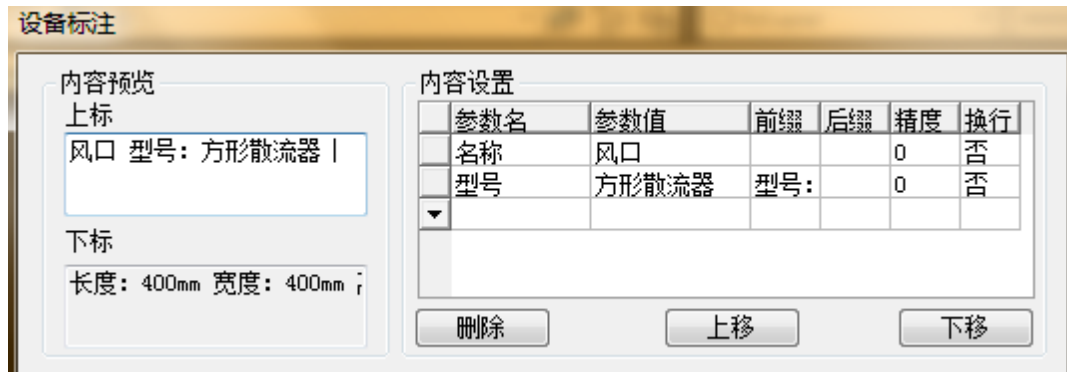 设备标注
内容预览
上标
风口 型号: 方形散流器
下标
长度: 400mm 宽度: 400mm
内容设置
参数名 参数值 前缀 后缀 精度 换行
名称 风口 0 否
型号 方形散流器 型号: 0 否
删除 上移 下移